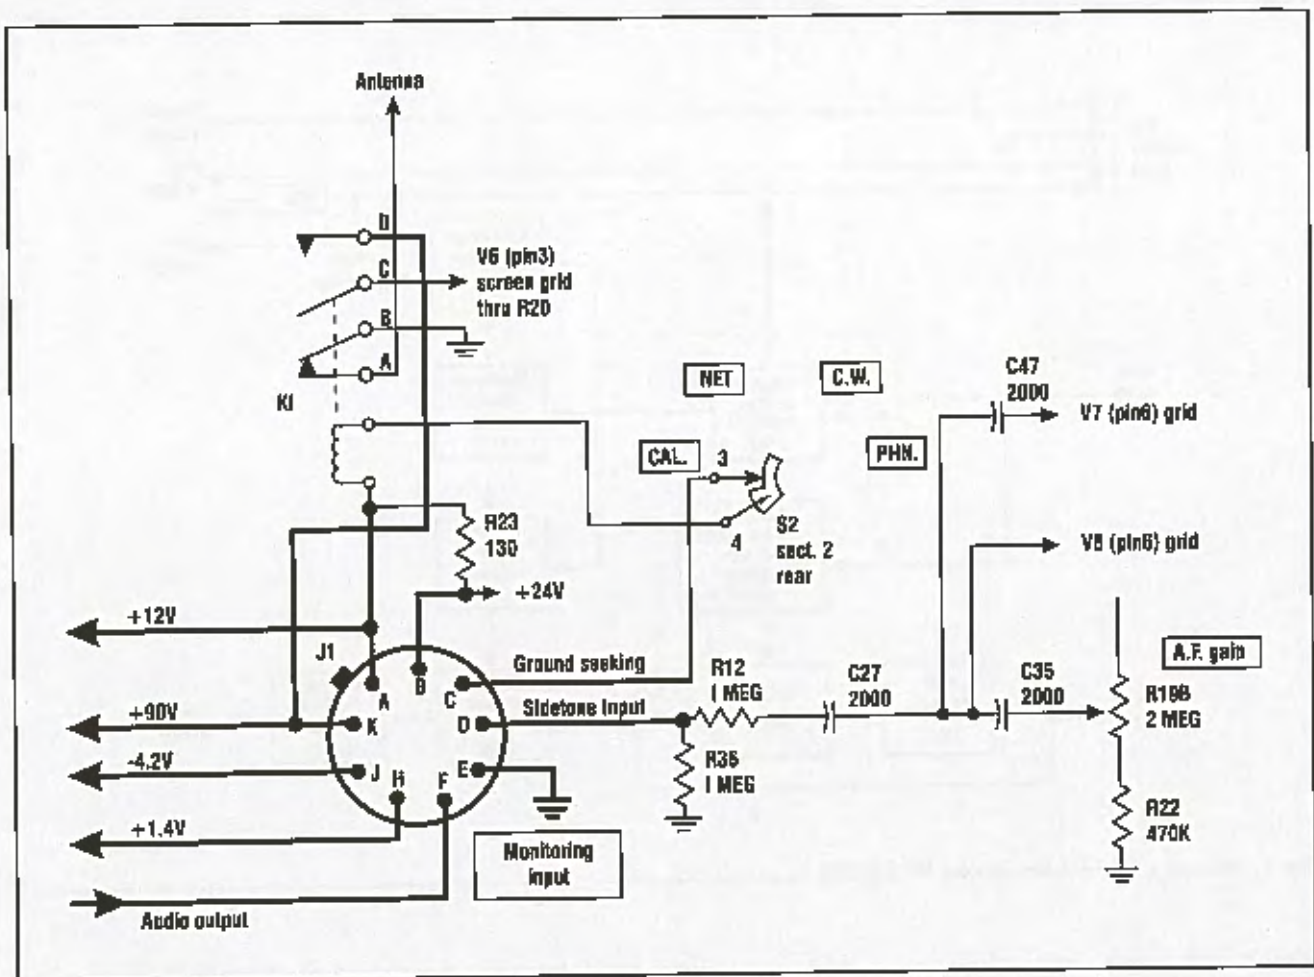 Antenna
D
C
B
A
V6 (pin3)
screen grid
thru R20
K1
NET
C.W.
CAL.
PHN.
3
4
S2
sect. 2
rear
C47
2000
V7 (pin6) grid
V8 (pin6) grid
R23
130
+24V
+12V
J1
+90V
-4.2V
+1.4V
Audio output
A
B
C
D
E
F
H
J
K
Ground seeking
Sidetone input
R12
1 MEG
R36
1 MEG
C27
2000
C35
2000
A.F. gain
R19B
2 MEG
R22
470K
Monitoring
input